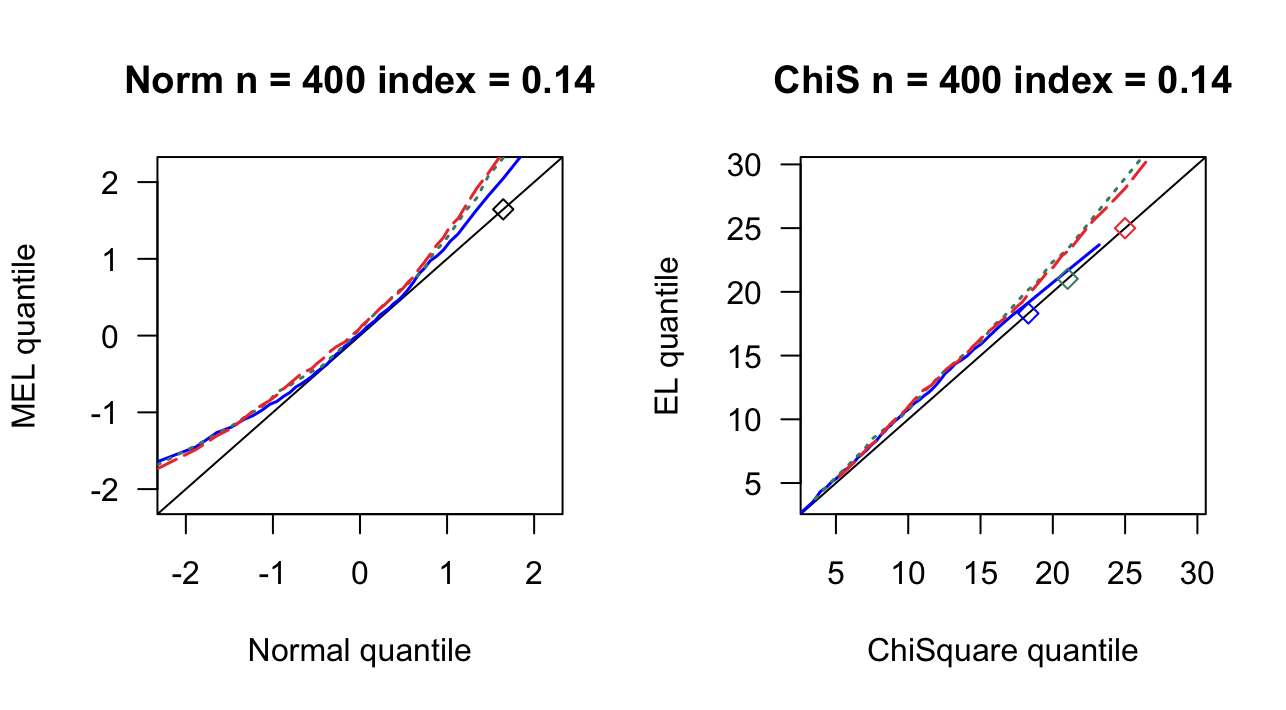 Norm n = 400 index = 0.14
MEL quantile
2
1
0
-1
-2
-2 -1 0 1 2
Normal quantile
ChiS n = 400 index = 0.14
EL quantile
30
25
20
15
10
5
5 10 15 20 25 30
ChiSquare quantile